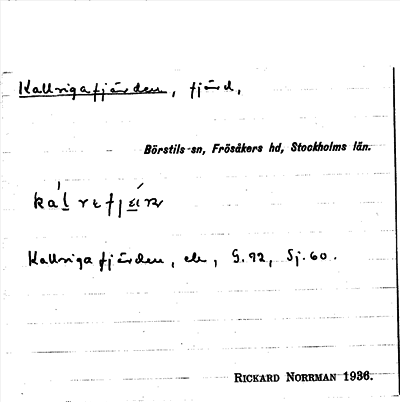 Kallrigafjärden, fjärd,
Börstils sn, Frösåkers hd, Stockholms län.
Kallrigafjärden, ek, G.92, Sj.60.
RICKARD NORRMAN 1936.